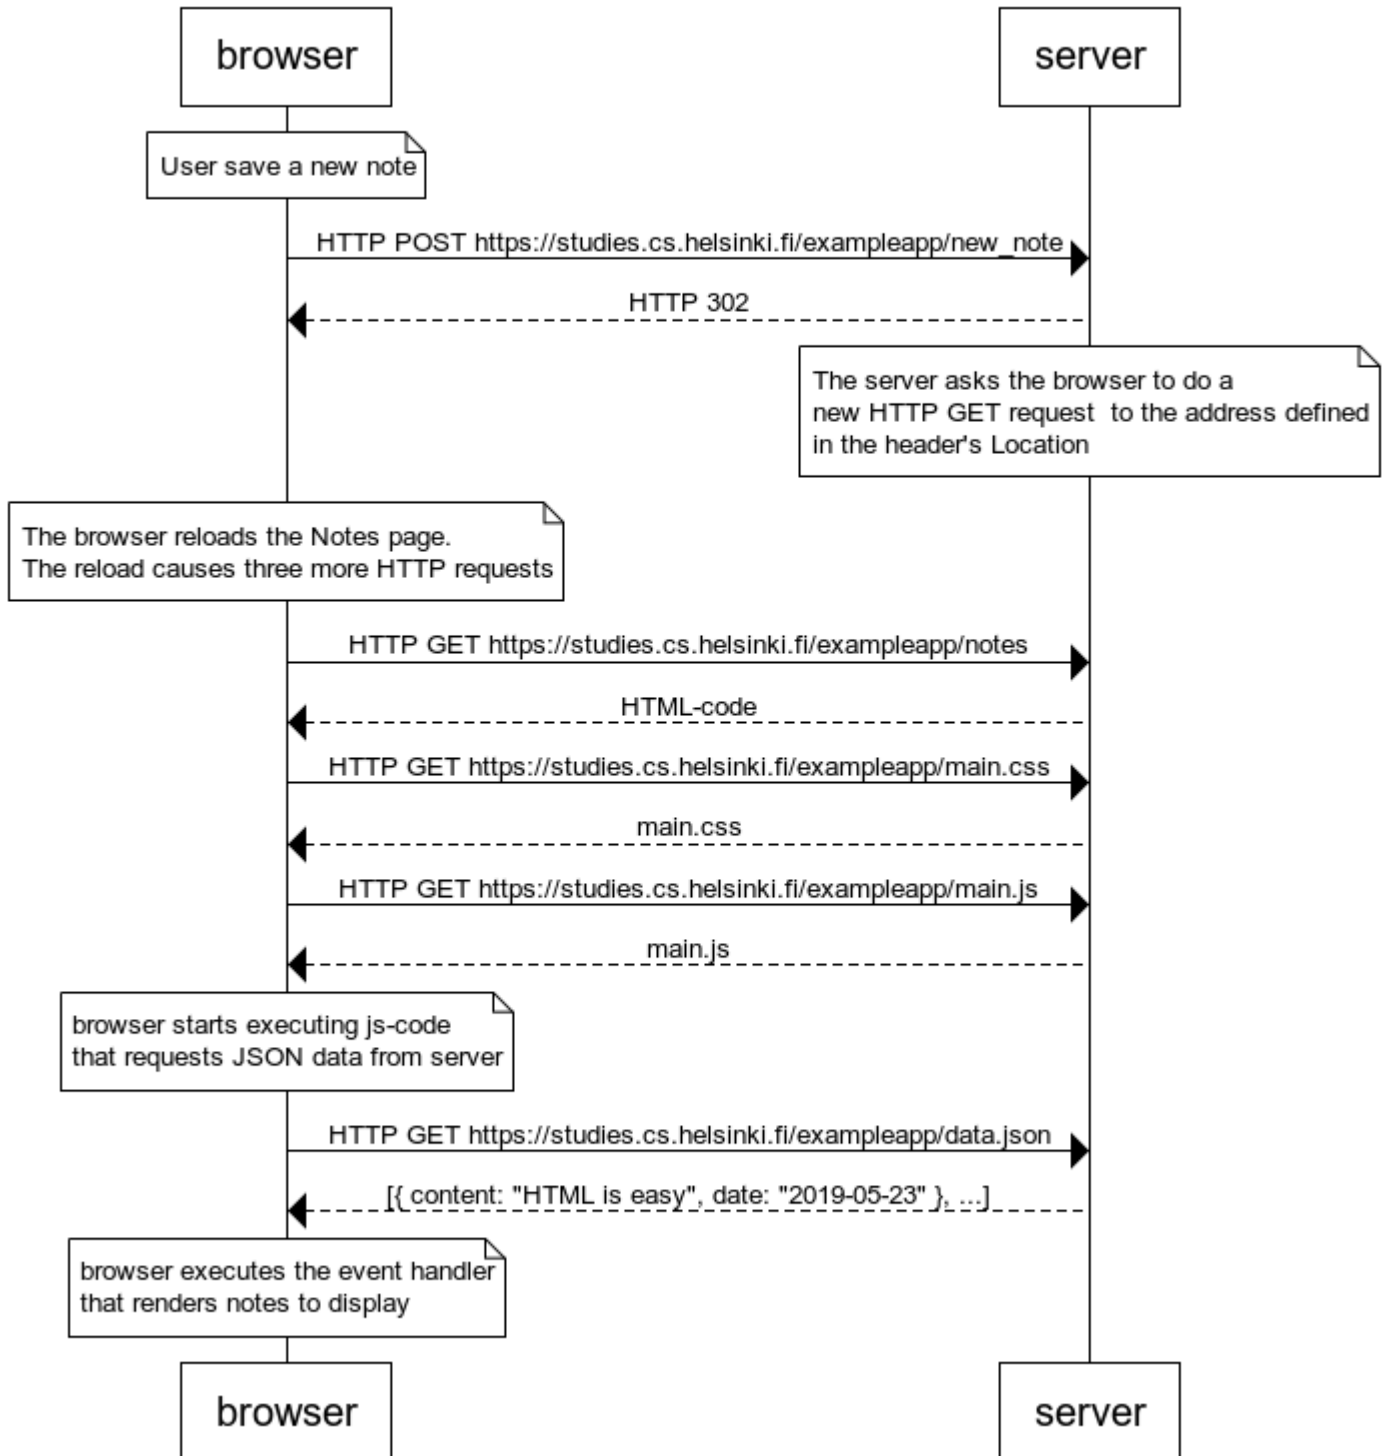 browser
server
User save a new note
HTTP POST https://studies.cs.helsinki.fi/exampleapp/new_note
HTTP 302
The server asks the browser to do a
new HTTP GET request  to the address defined
in the header's Location
The browser reloads the Notes page.
The reload causes three more HTTP requests
HTTP GET https://studies.cs.helsinki.fi/exampleapp/notes
HTML-code
HTTP GET https://studies.cs.helsinki.fi/exampleapp/main.css
main.css
HTTP GET https://studies.cs.helsinki.fi/exampleapp/main.js
main.js
browser starts executing js-code
that requests JSON data from server
HTTP GET https://studies.cs.helsinki.fi/exampleapp/data.json
[{ content: "HTML is easy", date: "2019-05-23" }, ...]
browser executes the event handler
that renders notes to display
browser
server